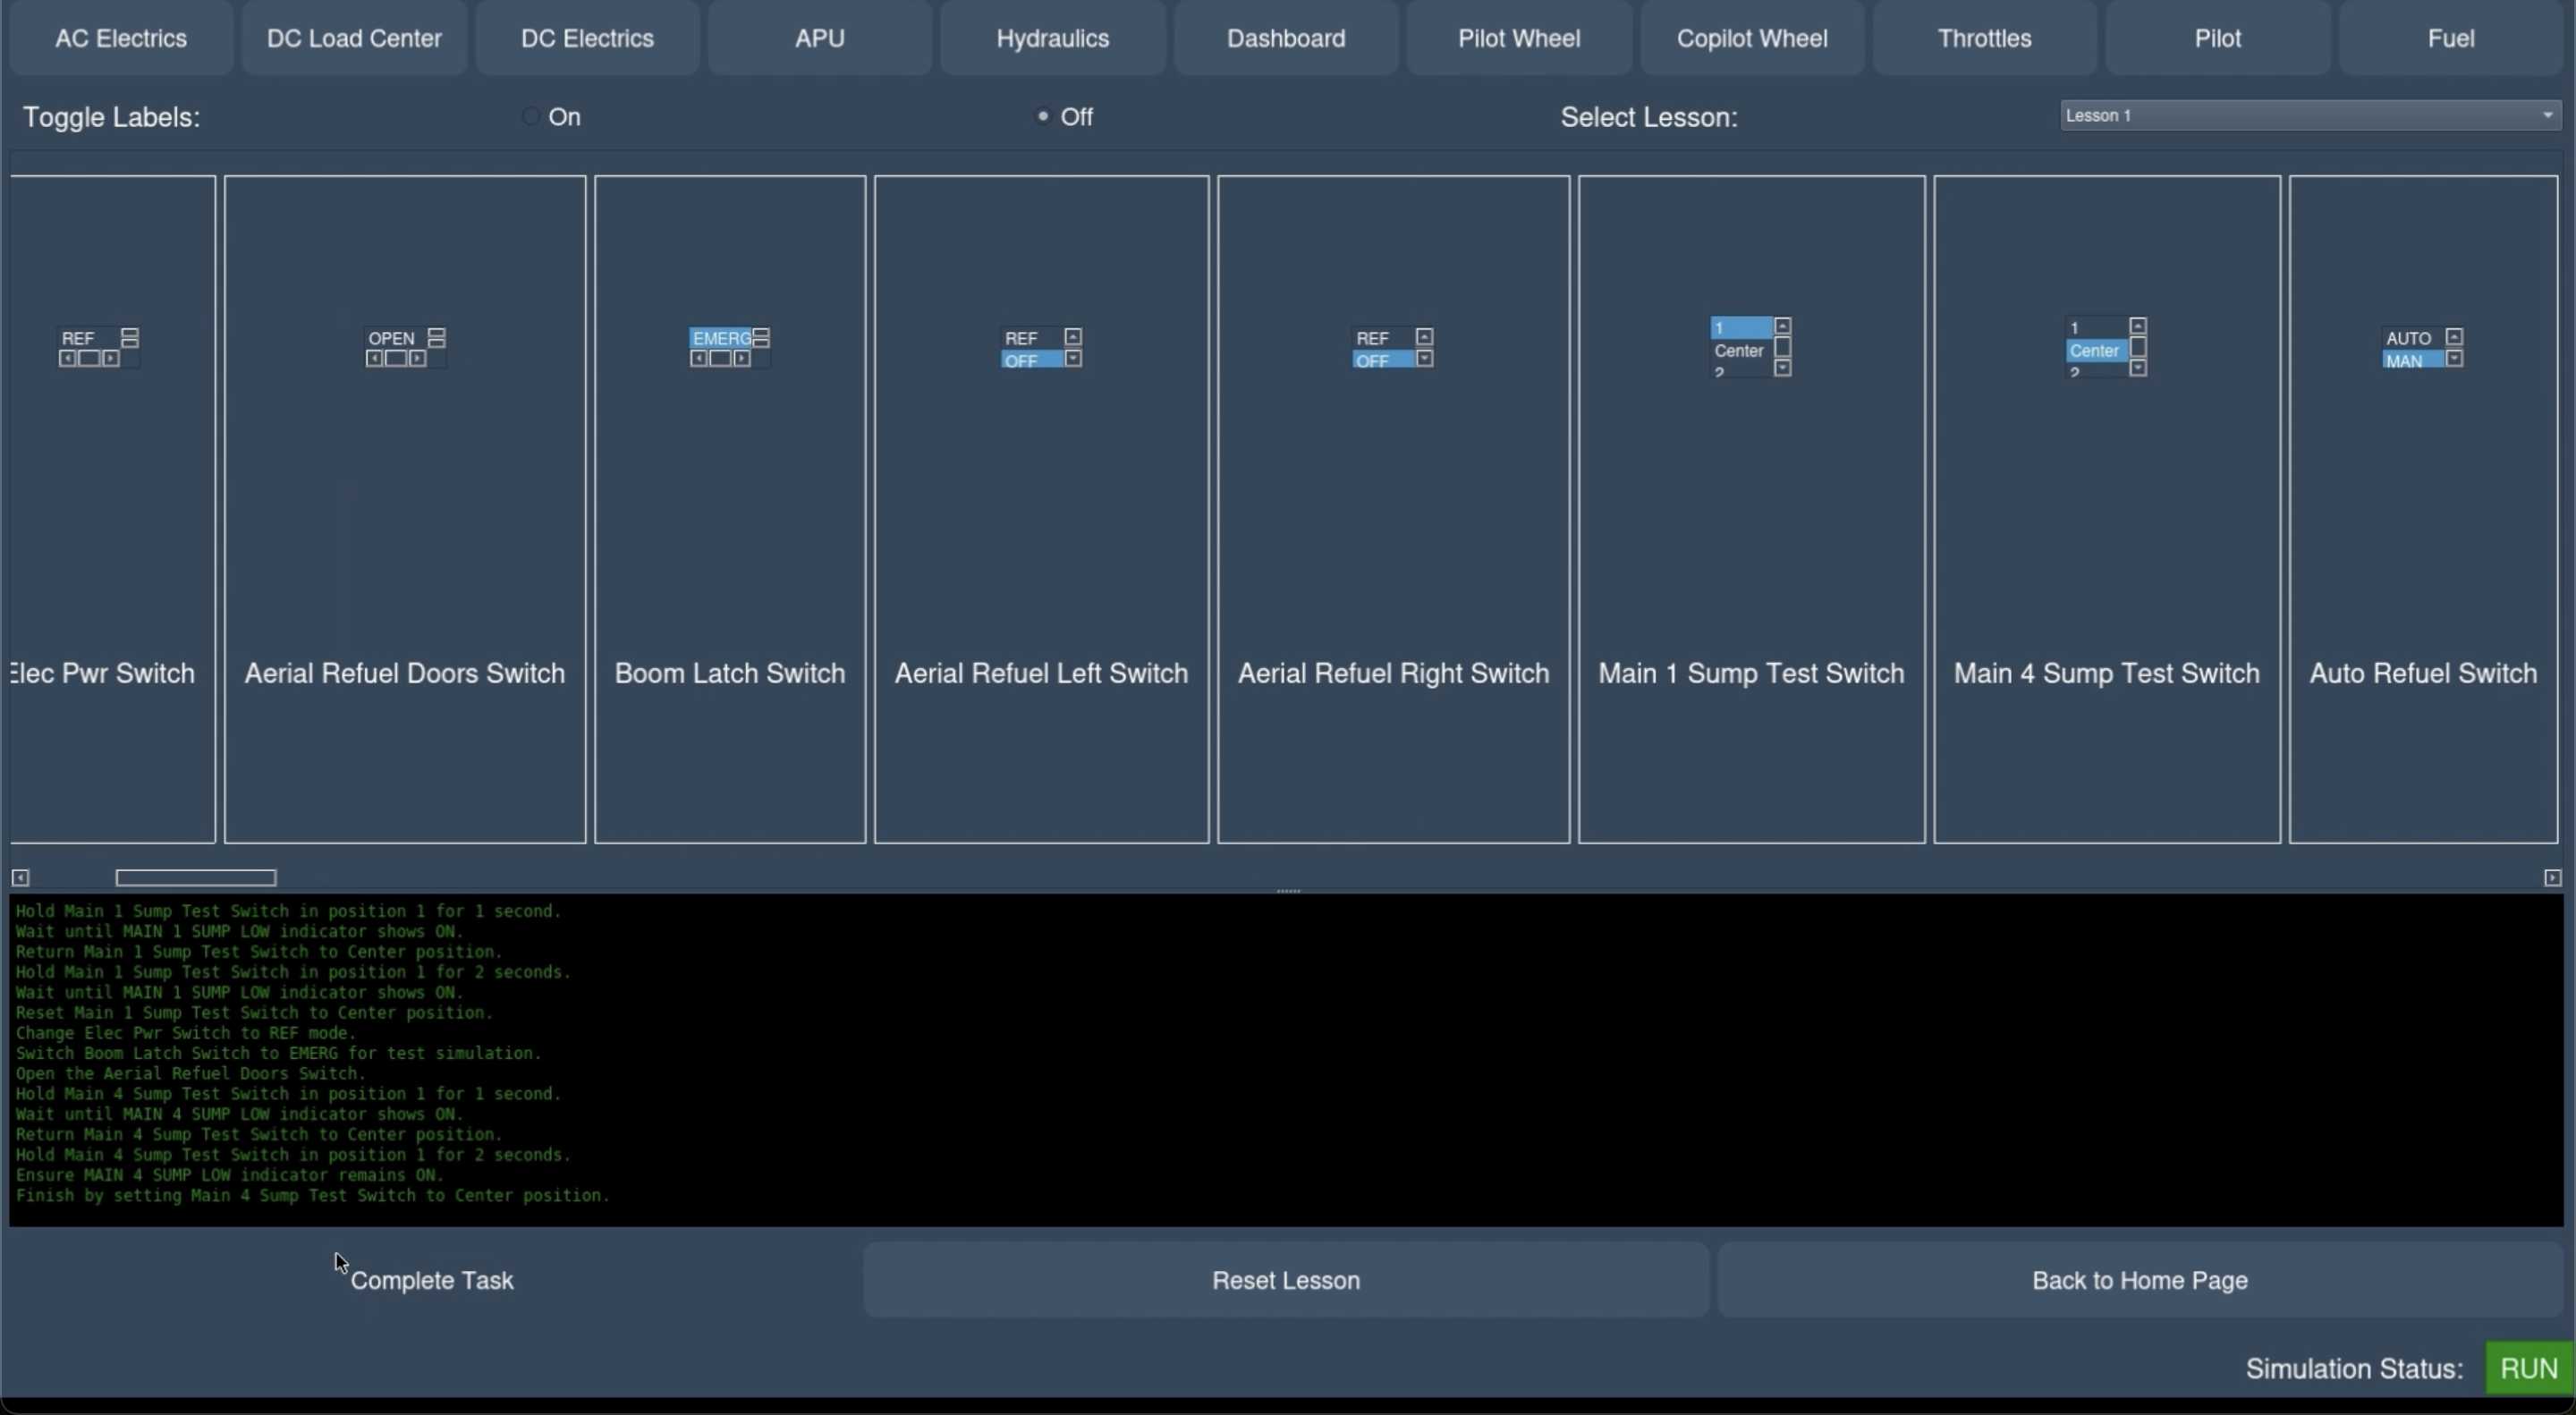 AC Electrics DC Load Center DC Electrics APU Hydraulics Dashboard Pilot Wheel Copilot Wheel Throttles Pilot Fuel
Toggle Labels: On Off Select Lesson: Lesson 1
REF OPEN EMERG REF REF 1 1 AUTO
OFF OFF Center Center MAN
2 2
Elec Pwr Switch Aerial Refuel Doors Switch Boom Latch Switch Aerial Refuel Left Switch Aerial Refuel Right Switch Main 1 Sump Test Switch Main 4 Sump Test Switch Auto Refuel Switch
Hold Main 1 Sump Test Switch in position 1 for 1 second.
Wait until MAIN 1 SUMP LOW indicator shows ON.
Return Main 1 Sump Test Switch to Center position.
Hold Main 1 Sump Test Switch in position 1 for 2 seconds.
Wait until MAIN 1 SUMP LOW indicator shows ON.
Reset Main 1 Sump Test Switch to Center position.
Change Elec Pwr Switch to REF mode.
Switch Boom Latch Switch to EMERG for test simulation.
Open the Aerial Refuel Doors Switch.
Hold Main 4 Sump Test Switch in position 1 for 1 second.
Wait until MAIN 4 SUMP LOW indicator shows ON.
Return Main 4 Sump Test Switch to Center position.
Hold Main 4 Sump Test Switch in position 1 for 2 seconds.
Ensure MAIN 4 SUMP LOW indicator remains ON.
Finish by setting Main 4 Sump Test Switch to Center position.
Complete Task Reset Lesson Back to Home Page
Simulation Status: RUN